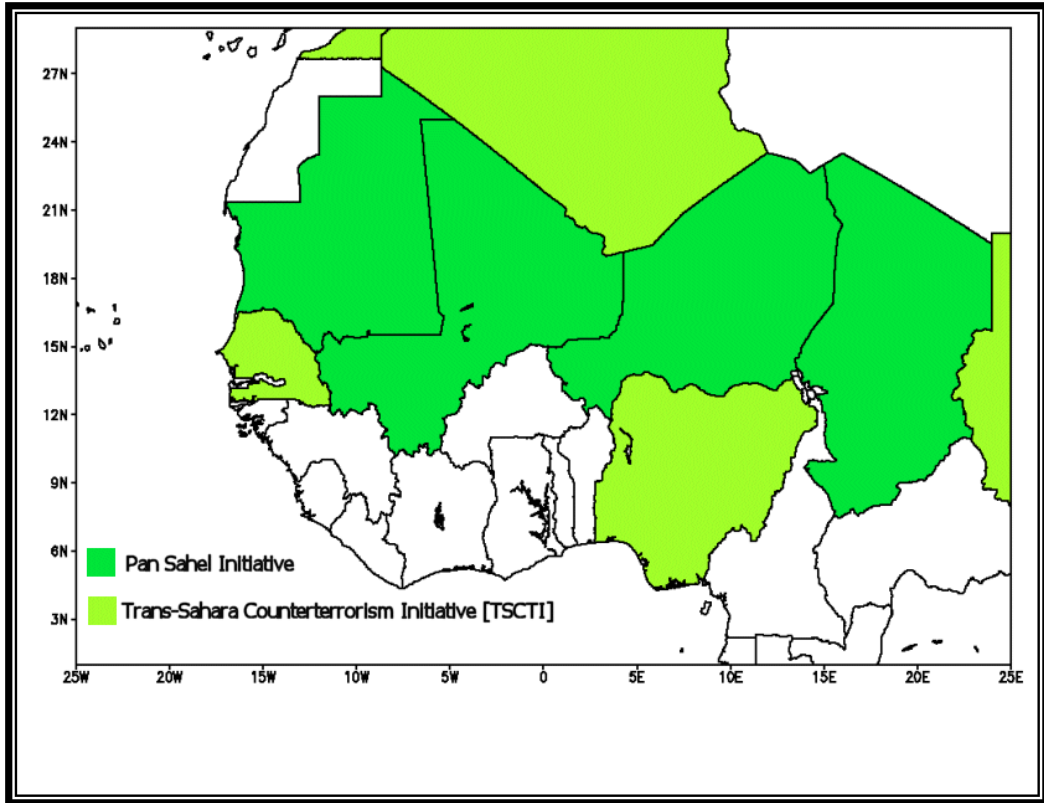 27N
24N
21N
18N
15N
12N
9N
6N
3N
Pan Sahel Initiative
Trans-Sahara Counterterrorism Initiative [TSCTI]
25W 20W 15W 10W 5W 0 5E 10E 15E 20E 25E